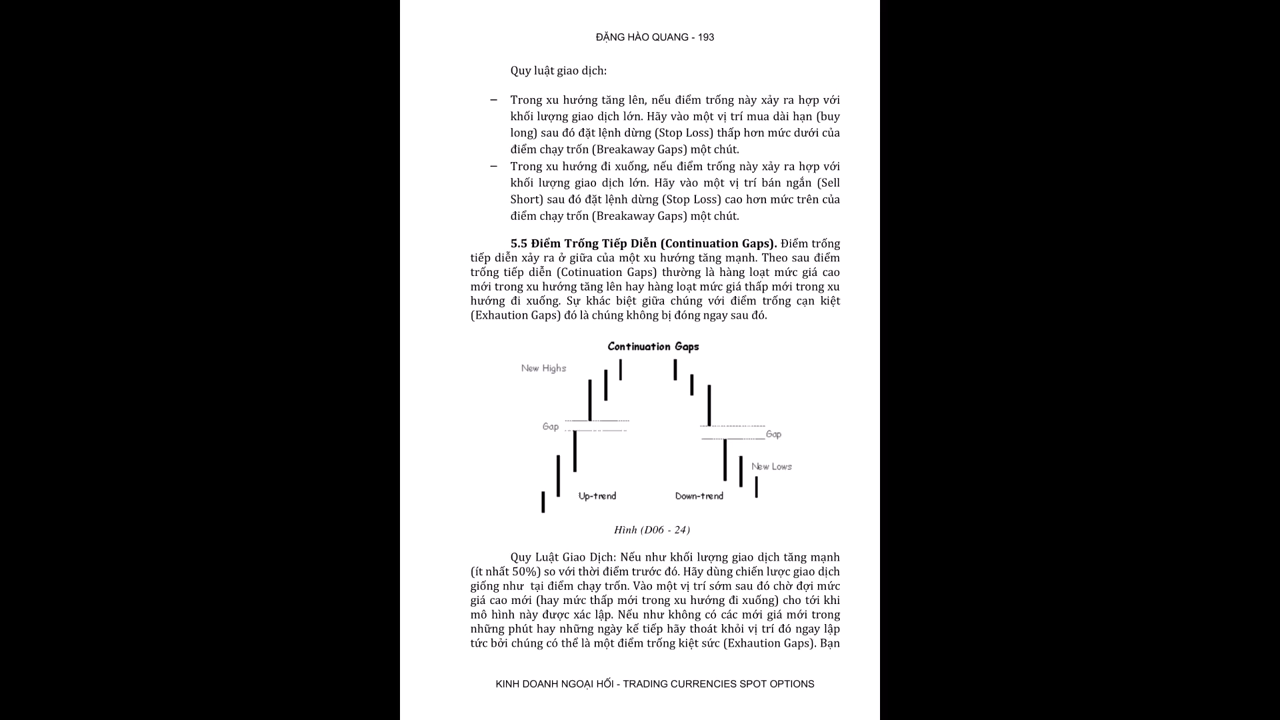 ĐẶNG HÀO QUANG - 193
Quy luật giao dịch:
– Trong xu hướng tăng lên, nếu điểm trống này xảy ra hợp với
khối lượng giao dịch lớn. Hãy vào một vị trí mua dài hạn (buy
long) sau đó đặt lệnh dừng (Stop Loss) thấp hơn mức dưới của
điểm chạy trốn (Breakaway Gaps) một chút.
– Trong xu hướng đi xuống, nếu điểm trống này xảy ra hợp với
khối lượng giao dịch lớn. Hãy vào một vị trí bán ngắn (Sell
Short) sau đó đặt lệnh dừng (Stop Loss) cao hơn mức trên của
điểm chạy trốn (Breakaway Gaps) một chút.
5.5 Điểm Trống Tiếp Diễn (Continuation Gaps). Điểm trống
tiếp diễn xảy ra ở giữa của một xu hướng tăng mạnh. Theo sau điểm
trống tiếp diễn (Cotinuation Gaps) thường là hàng loạt mức giá cao
mới trong xu hướng tăng lên hay hàng loạt mức giá thấp mới trong xu
hướng đi xuống. Sự khác biệt giữa chúng với điểm trống cạn kiệt
(Exhaution Gaps) đó là chúng không bị đóng ngay sau đó.
Continuation Gaps
New Highs
Gap
Gap
New Lows
Up-trend
Down-trend
Hình (D06 - 24)
Quy Luật Giao Dịch: Nếu như khối lượng giao dịch tăng mạnh
(ít nhất 50%) so với thời điểm trước đó. Hãy dùng chiến lược giao dịch
giống như tại điểm chạy trốn. Vào một vị trí sớm sau đó chờ đợi mức
giá cao mới (hay mức thấp mới trong xu hướng đi xuống) cho tới khi
mô hình này được xác lập. Nếu như không có các mới giá mới trong
những phút hay những ngày kế tiếp hãy thoát khỏi vị trí đó ngay lập
tức bởi chúng có thể là một điểm trống kiệt sức (Exhaution Gaps). Bạn
KINH DOANH NGOẠI HỐI - TRADING CURRENCIES SPOT OPTIONS